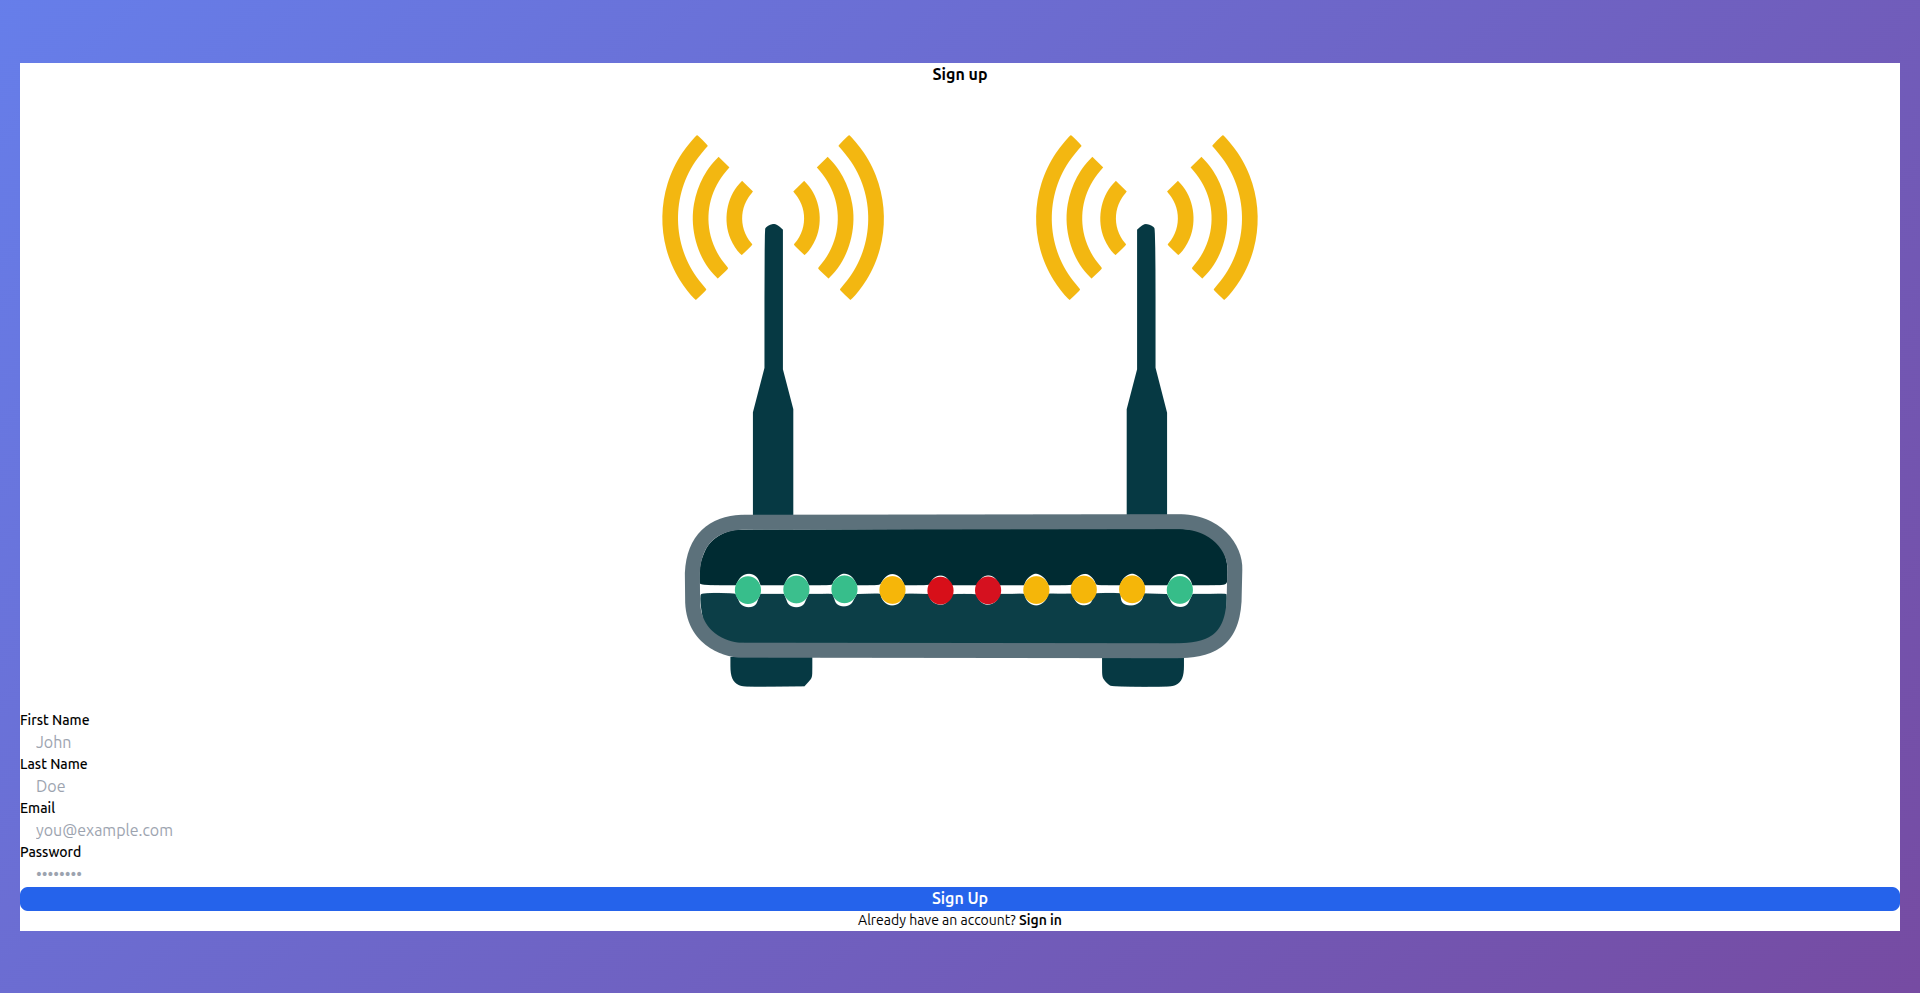 Sign up
First Name
John
Last Name
Doe
Email
you@example.com
Password
••••••••
Sign Up
Already have an account? Sign in